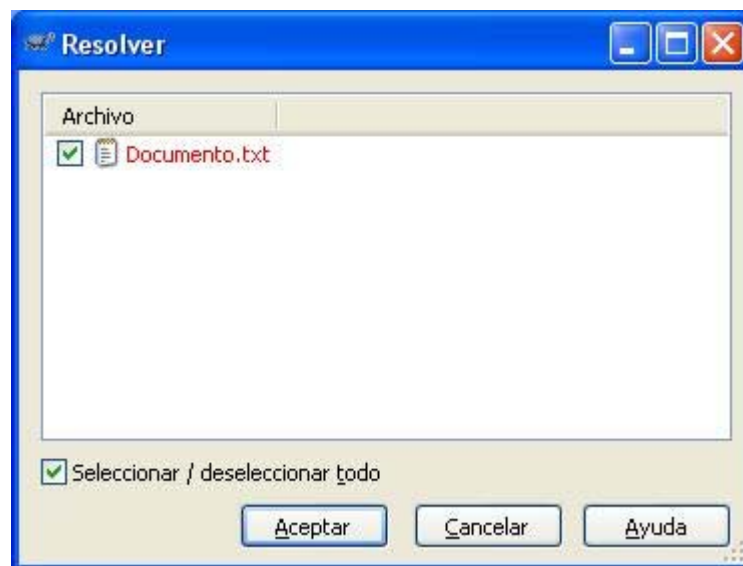 Resolver
Archivo
Documento.txt
Seleccionar / deseleccionar todo
Aceptar Cancelar Ayuda